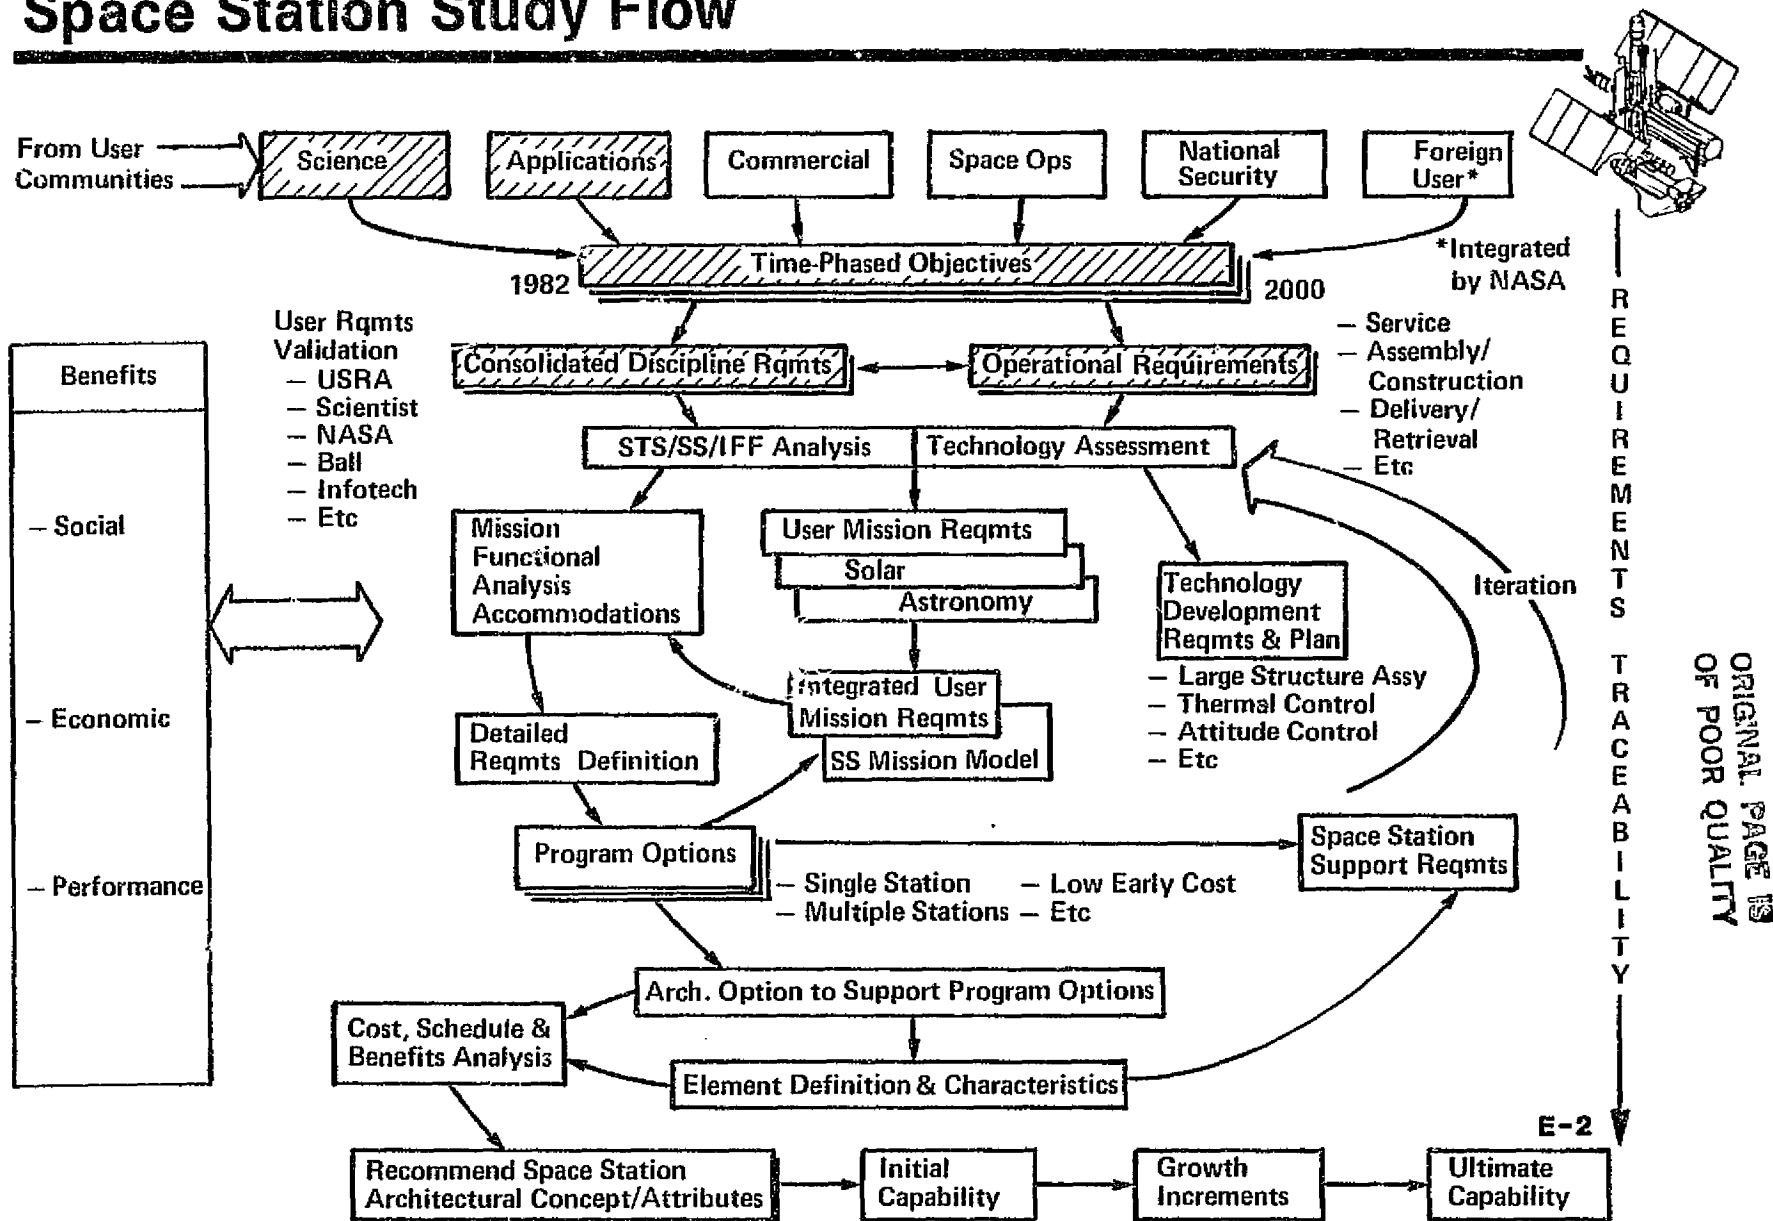 Space Station Study Flow
From User
Communities
Science
Applications
Commercial
Space Ops
National
Security
Foreign
User*
*Integrated
by NASA
Time-Phased Objectives
1982
2000
User Rqmts
Validation
– USRA
– Scientist
– NASA
– Ball
– Infotech
– Etc
Consolidated Discipline Rqmts
Operational Requirements
– Service
– Assembly/
Construction
– Delivery/
Retrieval
– Etc
Benefits
– Social
– Economic
– Performance
STS/SS/IFF Analysis
Technology Assessment
Mission
Functional
Analysis
Accommodations
User Mission Reqmts
Solar
Astronomy
Technology
Development
Reqmts & Plan
– Large Structure Assy
– Thermal Control
– Attitude Control
– Etc
Iteration
Integrated User
Mission Reqmts
SS Mission Model
Detailed
Reqmts Definition
Program Options
– Single Station
– Multiple Stations
– Low Early Cost
– Etc
Space Station
Support Reqmts
Arch. Option to Support Program Options
Cost, Schedule &
Benefits Analysis
Element Definition & Characteristics
Recommend Space Station
Architectural Concept/Attributes
Initial
Capability
Growth
Increments
Ultimate
Capability
E-2
REQUIREMENTS TRACEABILITY
ORIGINAL PAGE IS
OF POOR QUALITY